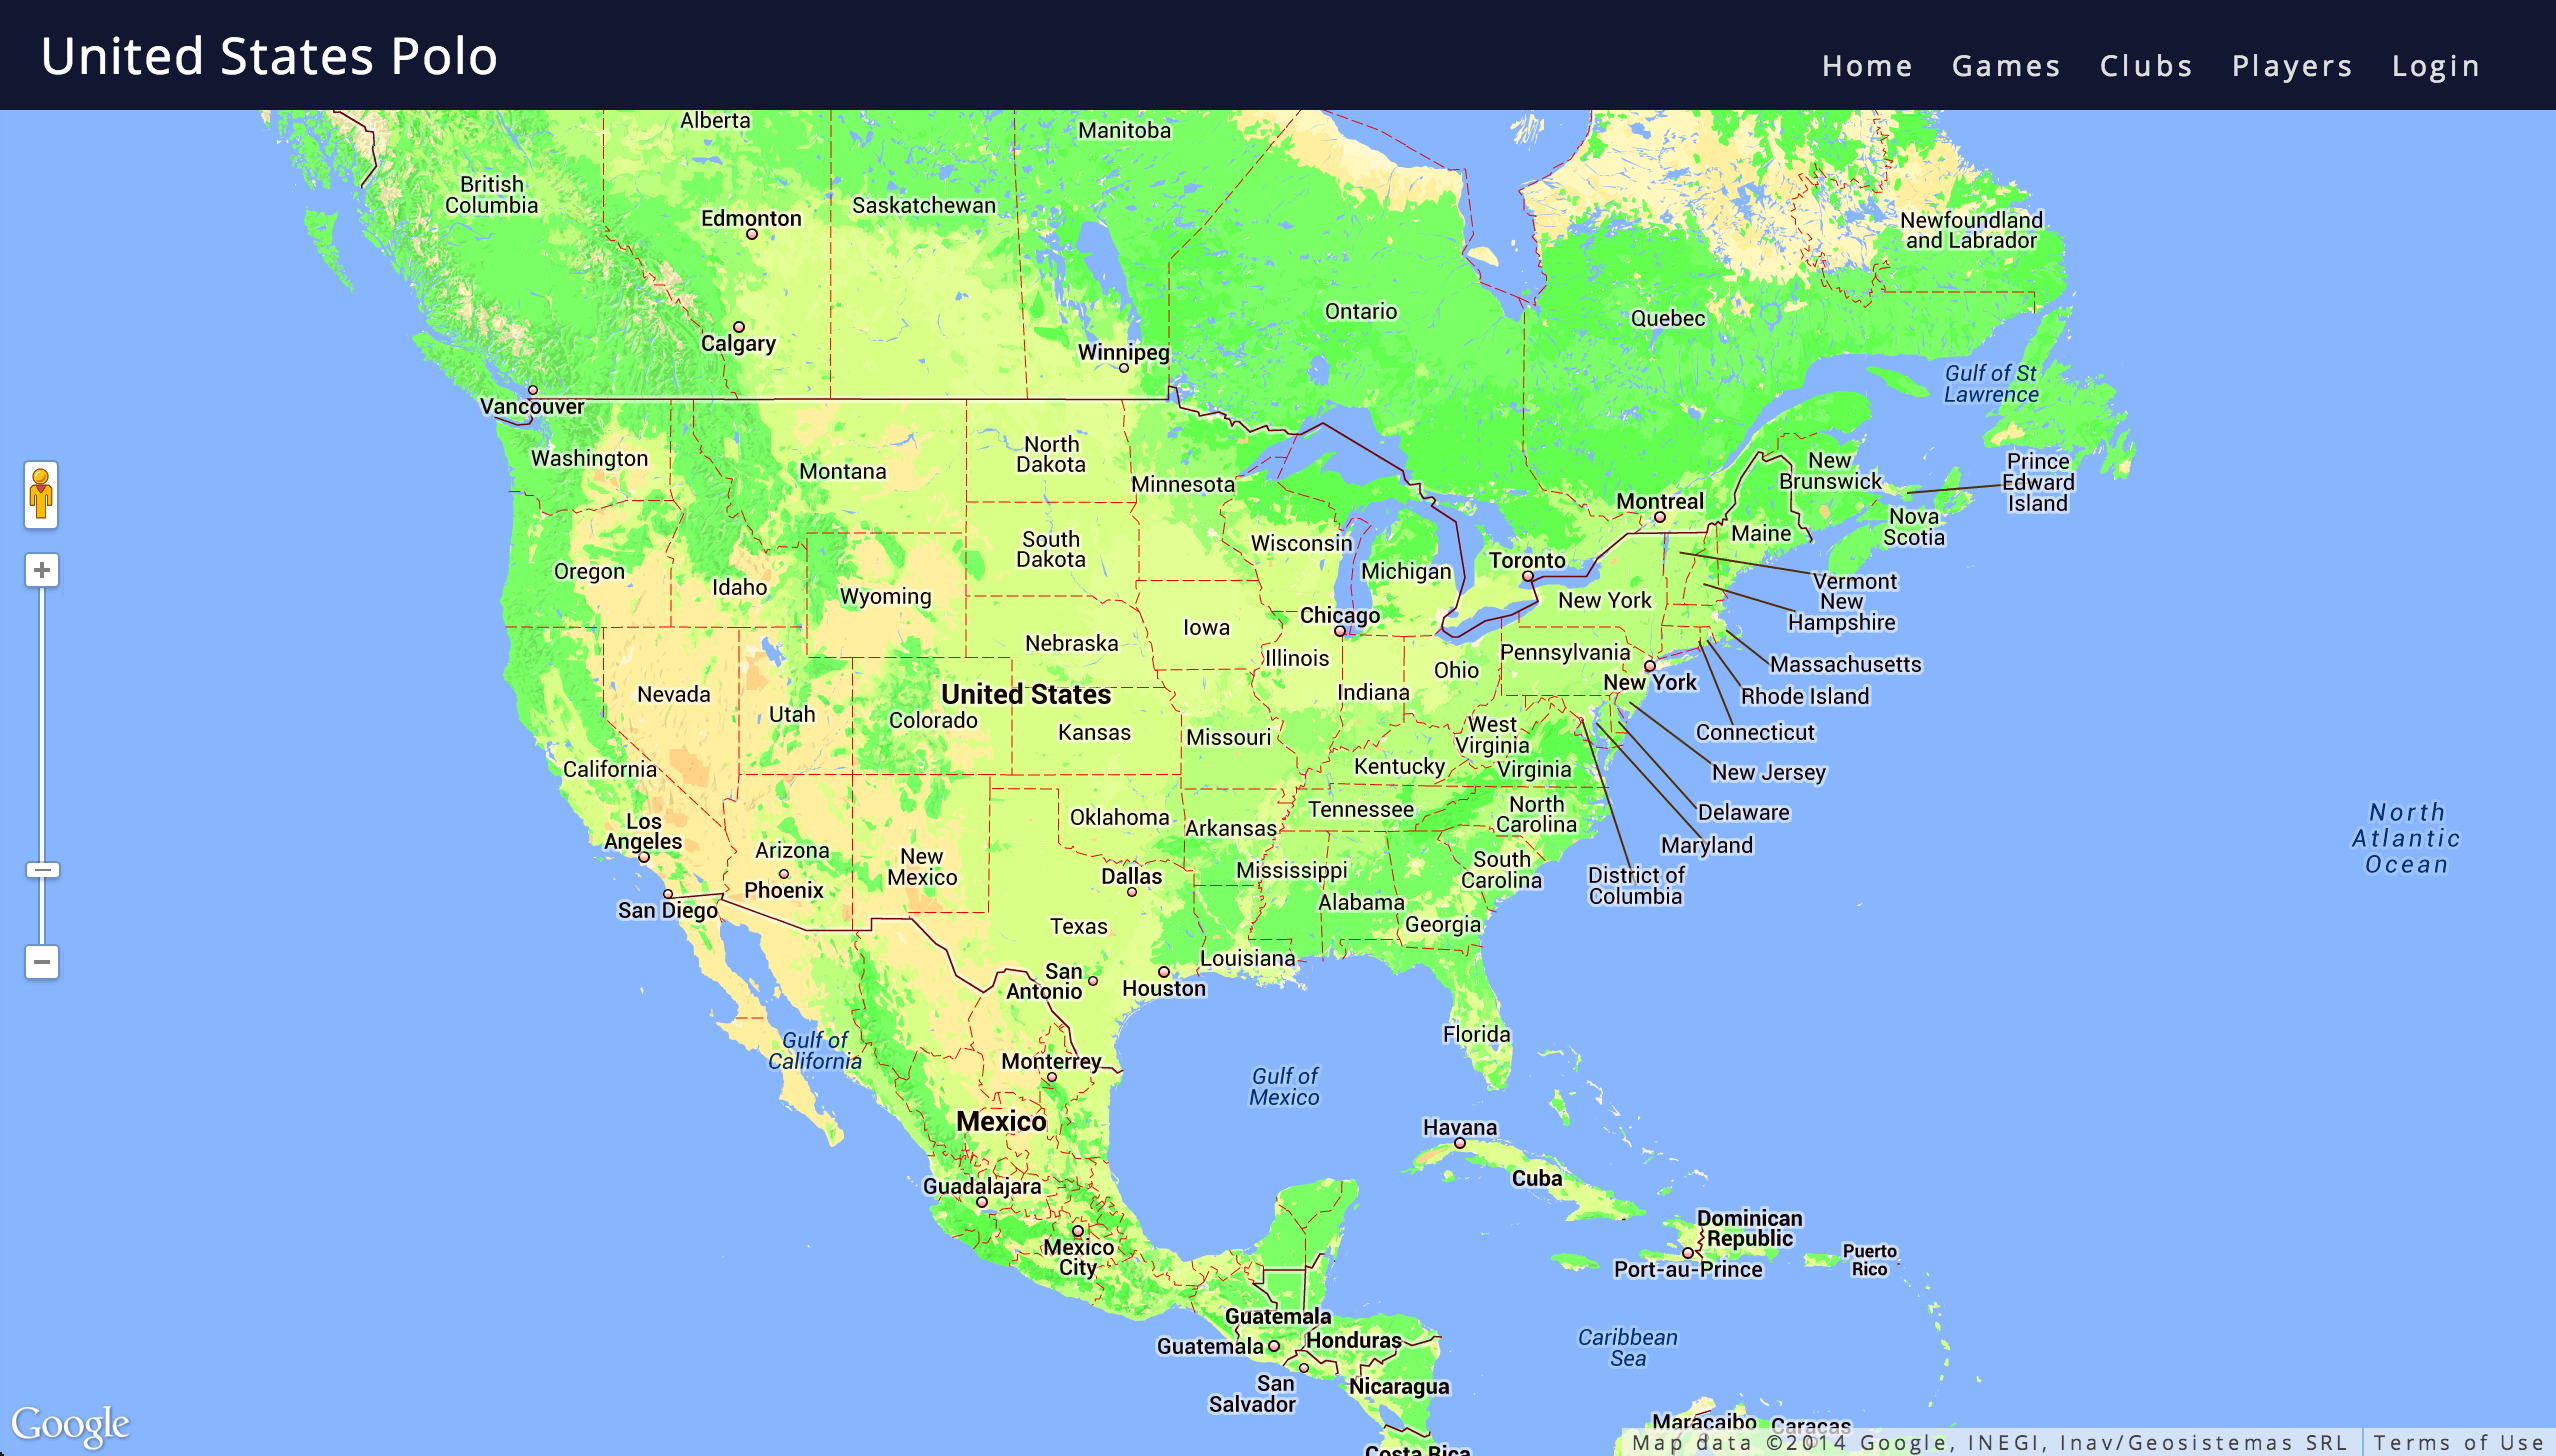 United States Polo
Home Games Clubs Players Login
Alberta
Manitoba
British
Columbia
Edmonton
Saskatchewan
Newfoundland
and Labrador
Ontario
Quebec
Calgary
Winnipeg
Gulf of St
Lawrence
Vancouver
Washington
Montana
North
Dakota
Minnesota
New
Brunswick
Prince
Edward
Island
Montreal
Nova
Scotia
Maine
South
Dakota
Wisconsin
Michigan
Toronto
Oregon
Idaho
Wyoming
New York
Vermont
New
Hampshire
Chicago
Iowa
Nebraska
Illinois
Ohio
Pennsylvania
Massachusetts
New York
Rhode Island
Nevada
United States
Indiana
Utah
Colorado
Kansas
Missouri
West
Virginia
Connecticut
California
Kentucky
Virginia
New Jersey
Oklahoma
Tennessee
North
Carolina
Delaware
North
Atlantic
Ocean
Los
Angeles
Arkansas
Maryland
Arizona
New
Mexico
Phoenix
Dallas
Mississippi
South
Carolina
District of
Columbia
San Diego
Alabama
Texas
Georgia
Louisiana
San
Antonio
Houston
Florida
Gulf of
California
Monterrey
Gulf of
Mexico
Mexico
Havana
Cuba
Guadalajara
Mexico
City
Dominican
Republic
Port-au-Prince
Puerto
Rico
Guatemala
Guatemala
Honduras
Caribbean
Sea
San
Salvador
Nicaragua
Maracaibo
Caracas
Costa Rica
Google
Map data ©2014 Google, INEGI, Inav/Geosistemas SRL
Terms of Use